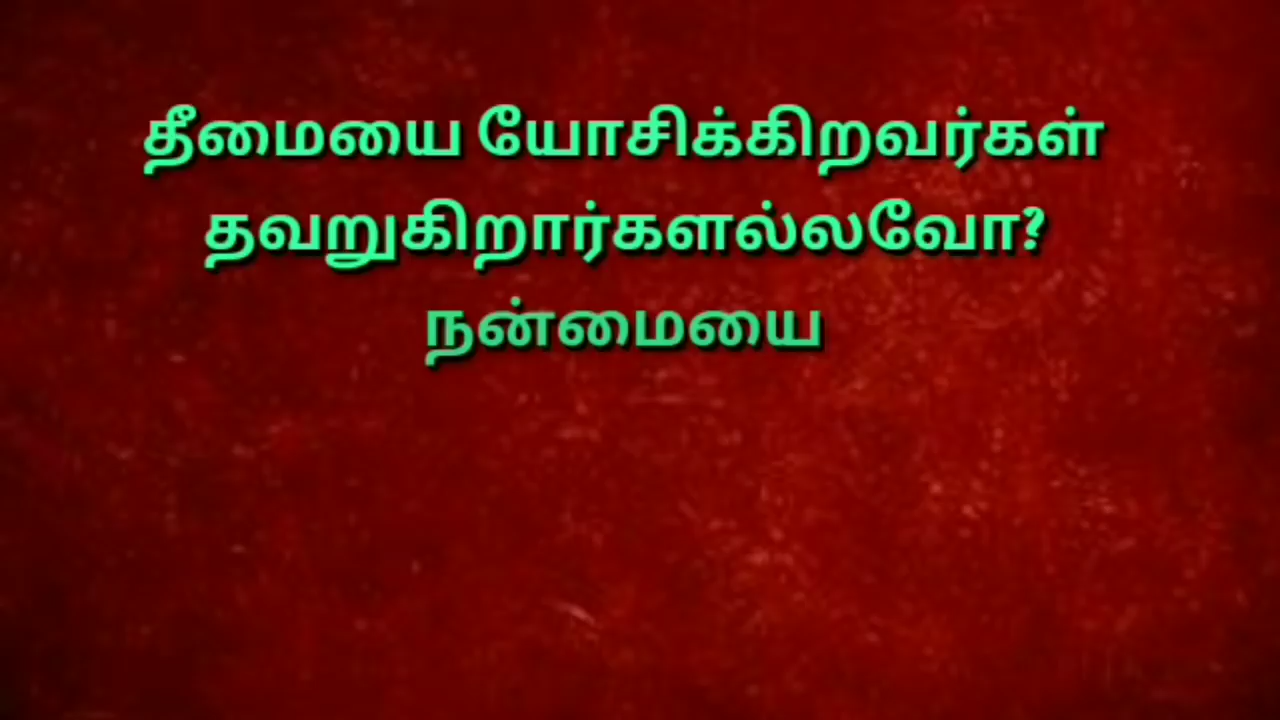 தீமையை யோசிக்கிறவர்கள்
தவறுகிறார்களல்லவோ?
நன்மையை